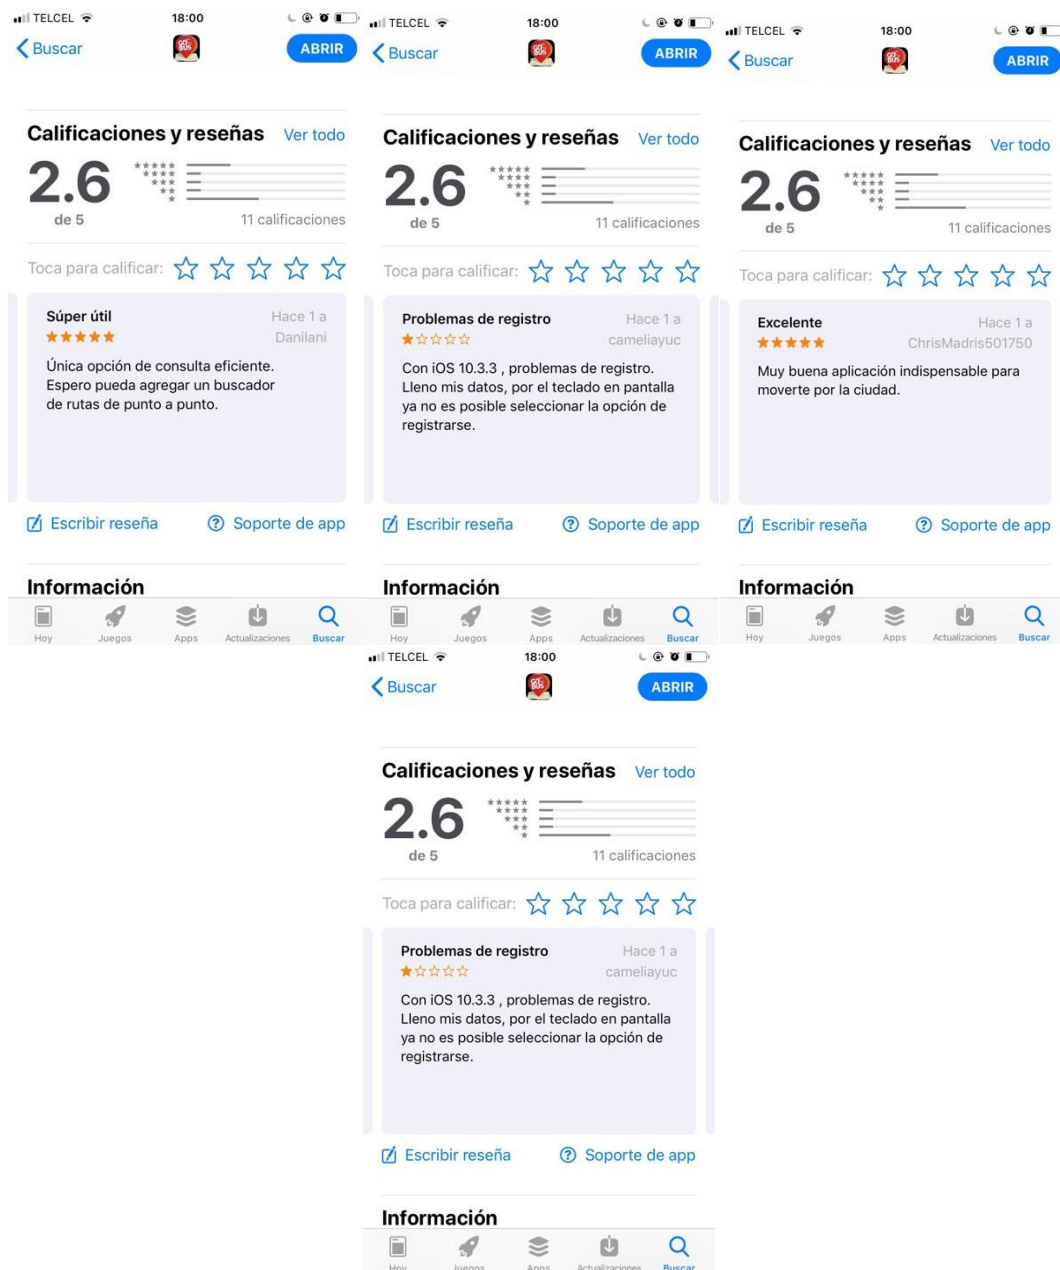 TELCEL 18:00
Buscar GO BUS ABRIR
Calificaciones y reseñas Ver todo
2.6
de 5 11 calificaciones
Toca para calificar:
Súper útil Hace 1 a
Danilani
Única opción de consulta eficiente.
Espero pueda agregar un buscador
de rutas de punto a punto.
Escribir reseña Soporte de app
Información
Hoy Juegos Apps Actualizaciones Buscar
TELCEL 18:00
Buscar GO BUS ABRIR
Calificaciones y reseñas Ver todo
2.6
de 5 11 calificaciones
Toca para calificar:
Problemas de registro Hace 1 a
cameliayuc
Con iOS 10.3.3 , problemas de registro.
Lleno mis datos, por el teclado en pantalla
ya no es posible seleccionar la opción de
registrarse.
Escribir reseña Soporte de app
Información
Hoy Juegos Apps Actualizaciones Buscar
TELCEL 18:00
Buscar GO BUS ABRIR
Calificaciones y reseñas Ver todo
2.6
de 5 11 calificaciones
Toca para calificar:
Excelente Hace 1 a
ChrisMadris501750
Muy buena aplicación indispensable para
moverte por la ciudad.
Escribir reseña Soporte de app
Información
Hoy Juegos Apps Actualizaciones Buscar
TELCEL 18:00
Buscar GO BUS ABRIR
Calificaciones y reseñas Ver todo
2.6
de 5 11 calificaciones
Toca para calificar:
Problemas de registro Hace 1 a
cameliayuc
Con iOS 10.3.3 , problemas de registro.
Lleno mis datos, por el teclado en pantalla
ya no es posible seleccionar la opción de
registrarse.
Escribir reseña Soporte de app
Información
Hoy Juegos Apps Actualizaciones Buscar